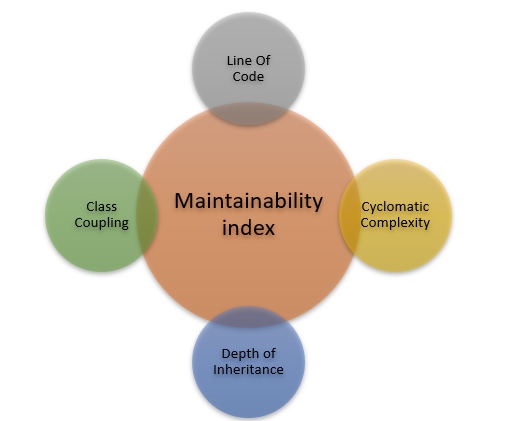 Line Of
Code
Class
Coupling
Maintainability
index
Cyclomatic
Complexity
Depth of
Inheritance